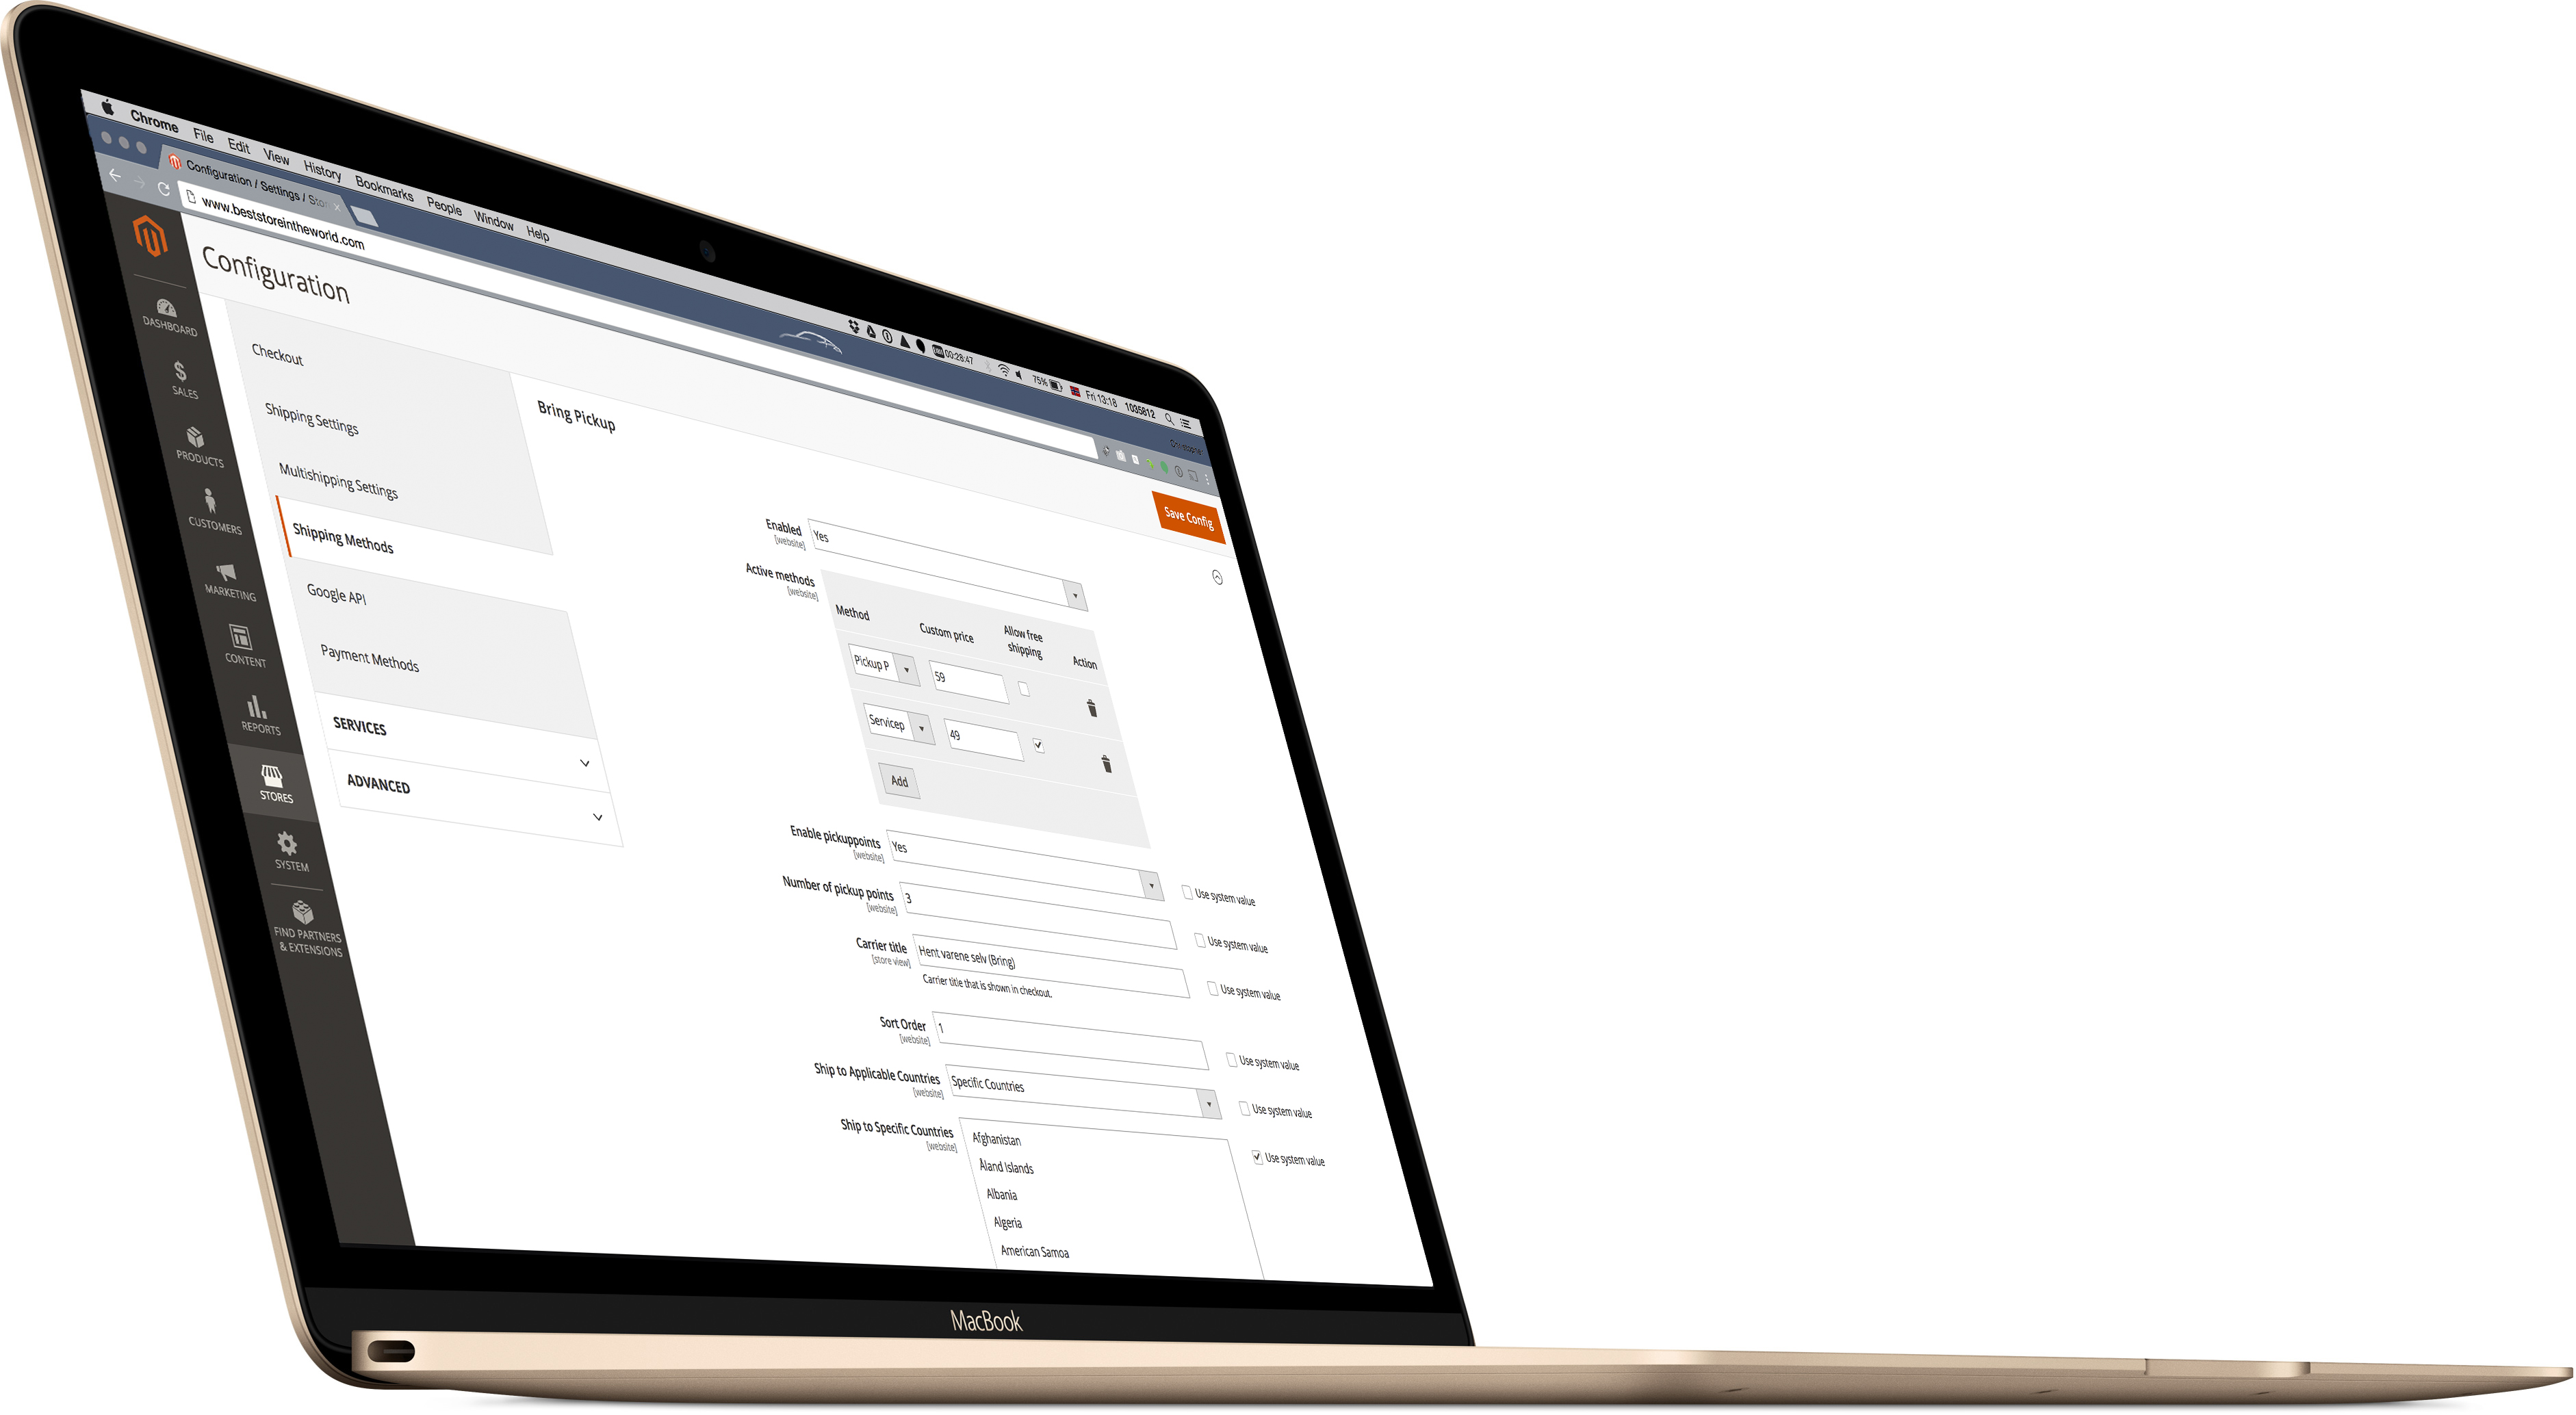 Chrome File Edit View History Bookmarks People Window Help
00:28:47 75% Fri 13:18 1035812
Configuration / Settings / Sto
www.beststoreintheworld.com
Configuration
Save Config
DASHBOARD
SALES
PRODUCTS
CUSTOMERS
MARKETING
CONTENT
REPORTS
STORES
SYSTEM
FIND PARTNERS
& EXTENSIONS
Checkout
Shipping Settings
Multishipping Settings
Shipping Methods
Google API
Payment Methods
SERVICES
ADVANCED
Bring Pickup
Enabled
[website]
Yes
Active methods
[website]
Method Custom price Allow free shipping Action
Pickup P 59
Servicep 49
Add
Enable pickuppoints
[website]
Yes
Use system value
Number of pickup points
[website]
3
Use system value
Carrier title
[store view]
Hent varene selv (Bring)
Use system value
Carrier title that is shown in checkout.
Sort Order
[website]
1
Use system value
Ship to Applicable Countries
[website]
Specific Countries
Use system value
Ship to Specific Countries
[website]
Afghanistan
Åland Islands
Albania
Algeria
American Samoa
Use system value
MacBook